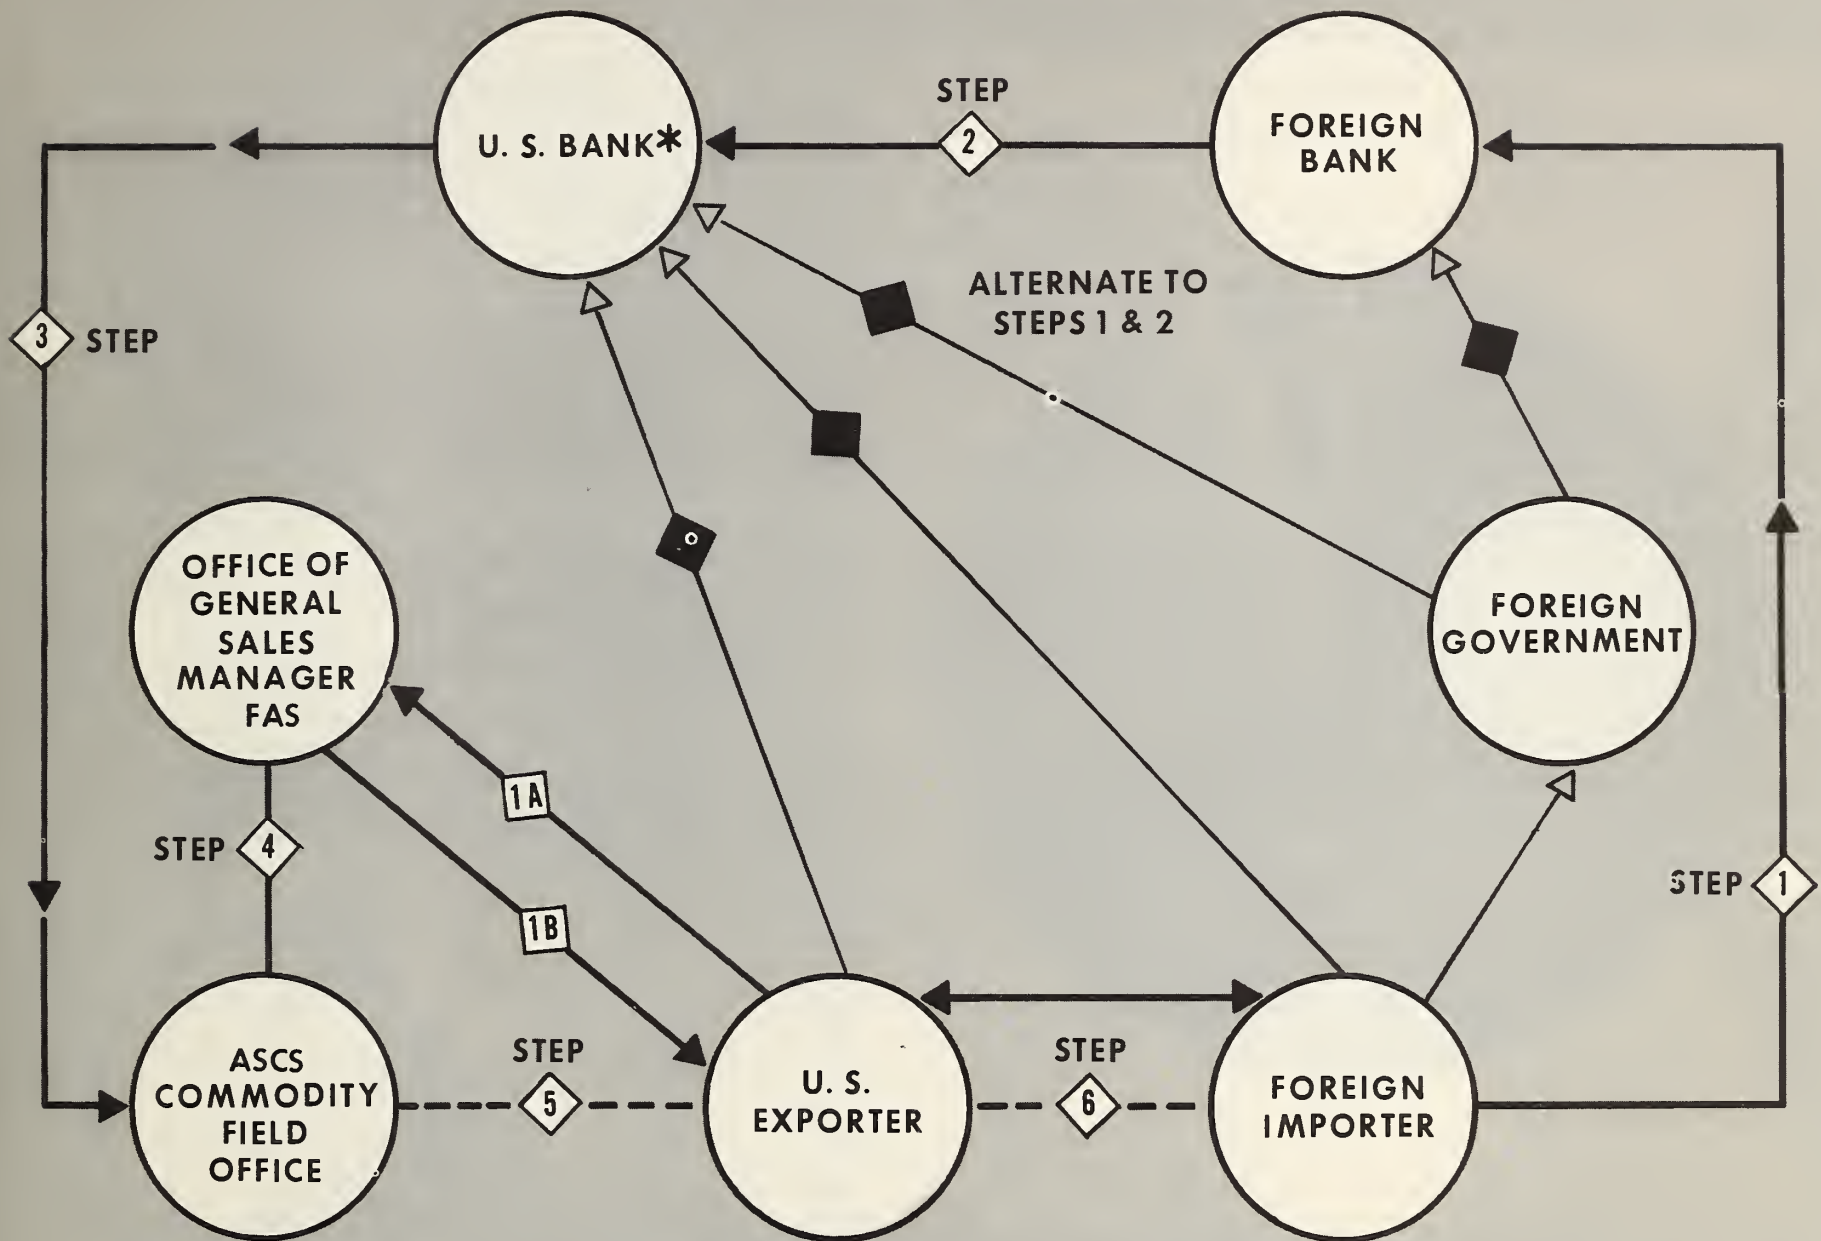 STEP
2
U. S. BANK*
FOREIGN
BANK
ALTERNATE TO
STEPS 1 & 2
3
STEP
OFFICE OF
GENERAL
SALES
MANAGER
FAS
FOREIGN
GOVERNMENT
1A
STEP
4
1B
STEP
1
ASCS
COMMODITY
FIELD
OFFICE
STEP
5
U. S.
EXPORTER
STEP
6
FOREIGN
IMPORTER